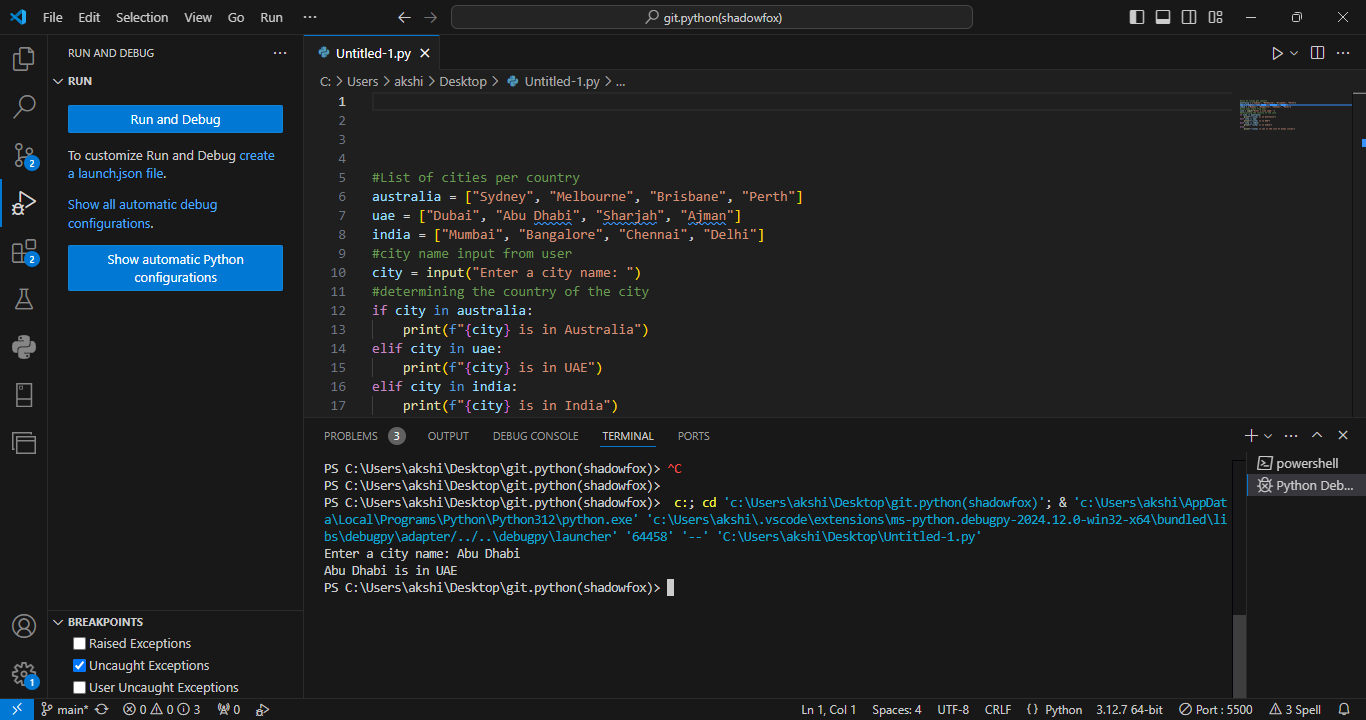 File Edit Selection View Go Run ··· git.python(shadowfox)
RUN AND DEBUG ···
RUN
Run and Debug
To customize Run and Debug create
a launch.json file.
Show all automatic debug
configurations.
Show automatic Python
configurations
2
2
1
BREAKPOINTS
Raised Exceptions
Uncaught Exceptions
User Uncaught Exceptions
Untitled-1.py
C: > Users > akshi > Desktop > Untitled-1.py > ...
1
2
3
4
5 #List of cities per country
6 australia = ["Sydney", "Melbourne", "Brisbane", "Perth"]
7 uae = ["Dubai", "Abu Dhabi", "Sharjah", "Ajman"]
8 india = ["Mumbai", "Bangalore", "Chennai", "Delhi"]
9 #city name input from user
10 city = input("Enter a city name: ")
11 #determining the country of the city
12 if city in australia:
13     print(f"{city} is in Australia")
14 elif city in uae:
15     print(f"{city} is in UAE")
16 elif city in india:
17     print(f"{city} is in India")
PROBLEMS 3 OUTPUT DEBUG CONSOLE TERMINAL PORTS
PS C:\Users\akshi\Desktop\git.python(shadowfox)> ^C
PS C:\Users\akshi\Desktop\git.python(shadowfox)>
PS C:\Users\akshi\Desktop\git.python(shadowfox)>  c:; cd 'c:\Users\akshi\Desktop\git.python(shadowfox)'; & 'c:\Users\akshi\AppDat
a\Local\Programs\Python\Python312\python.exe' 'c:\Users\akshi\.vscode\extensions\ms-python.debugpy-2024.12.0-win32-x64\bundled\li
bs\debugpy\adapter/../..\debugpy\launcher' '64458' '--' 'C:\Users\akshi\Desktop\Untitled-1.py'
Enter a city name: Abu Dhabi
Abu Dhabi is in UAE
PS C:\Users\akshi\Desktop\git.python(shadowfox)>
powershell
Python Deb...
main* 0 0 3 0 Ln 1, Col 1 Spaces: 4 UTF-8 CRLF {} Python 3.12.7 64-bit Port : 5500 3 Spell